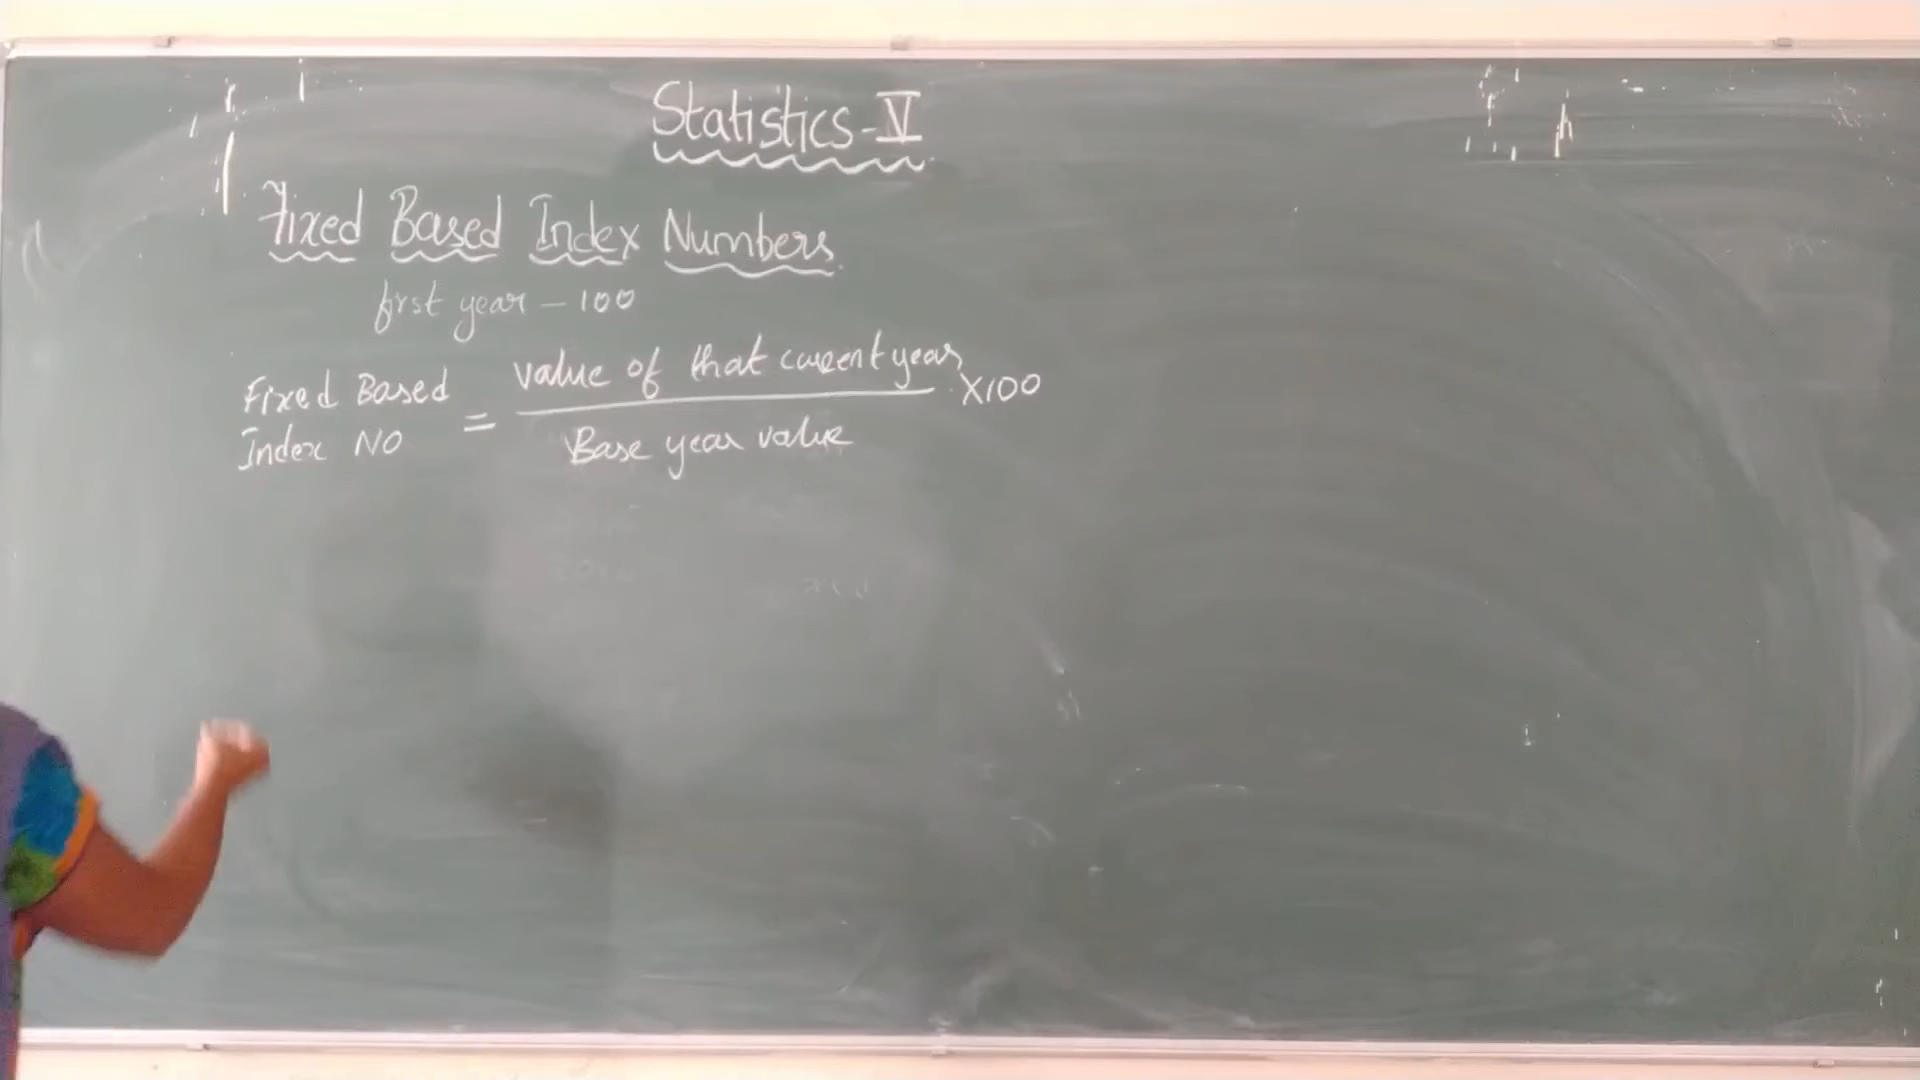 Statistics-V
Fixed Based Index Numbers.
first year - 100
Fixed Based Index NO = value of that current year / Base year value X100